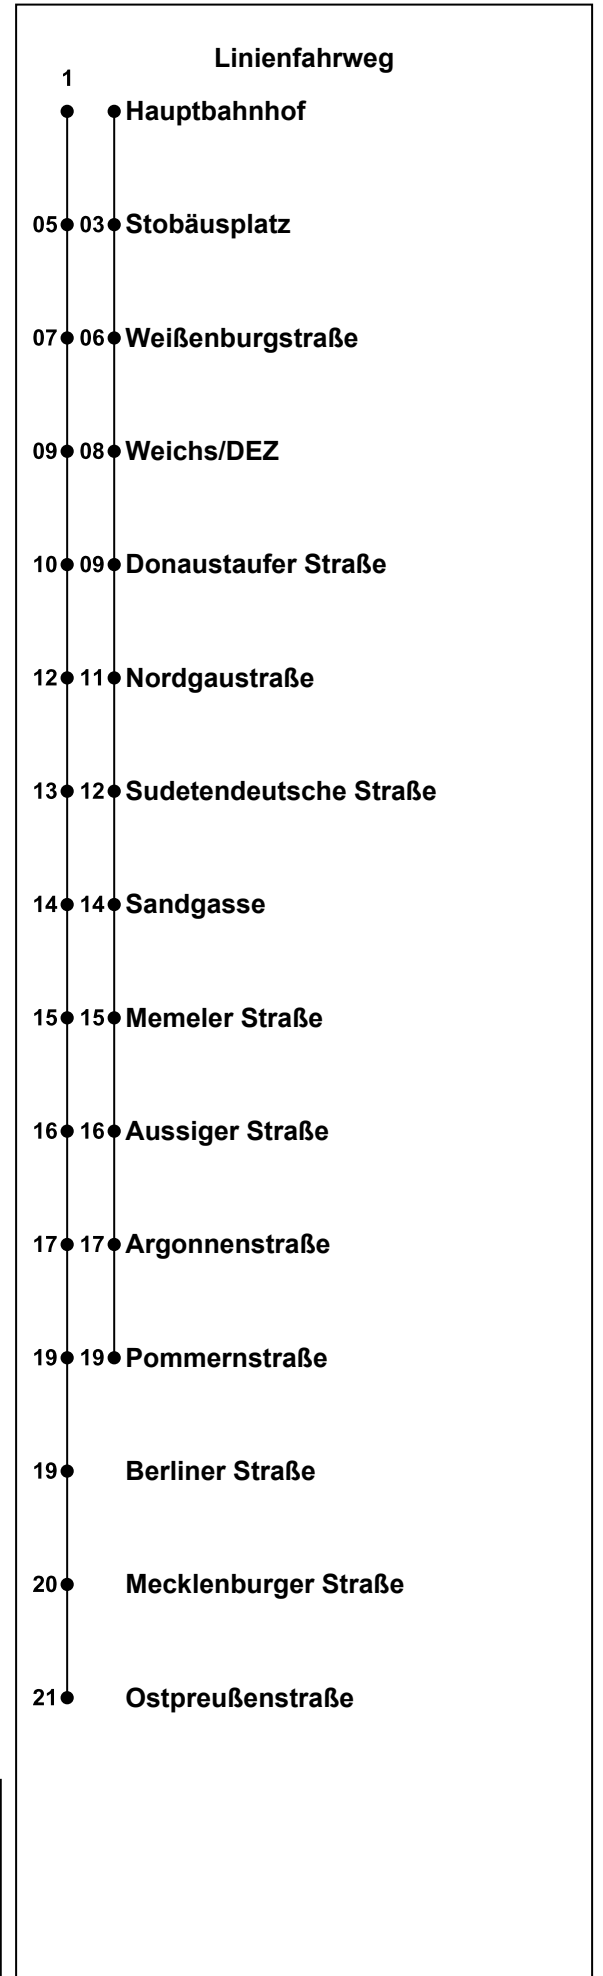 Linienfahrweg
1
Hauptbahnhof
05 03 Stobäusplatz
07 06 Weißenburgstraße
09 08 Weichs/DEZ
10 09 Donaustaufer Straße
12 11 Nordgaustraße
13 12 Sudetendeutsche Straße
14 14 Sandgasse
15 15 Memeler Straße
16 16 Aussiger Straße
17 17 Argonnenstraße
19 19 Pommernstraße
19 Berliner Straße
20 Mecklenburger Straße
21 Ostpreußenstraße